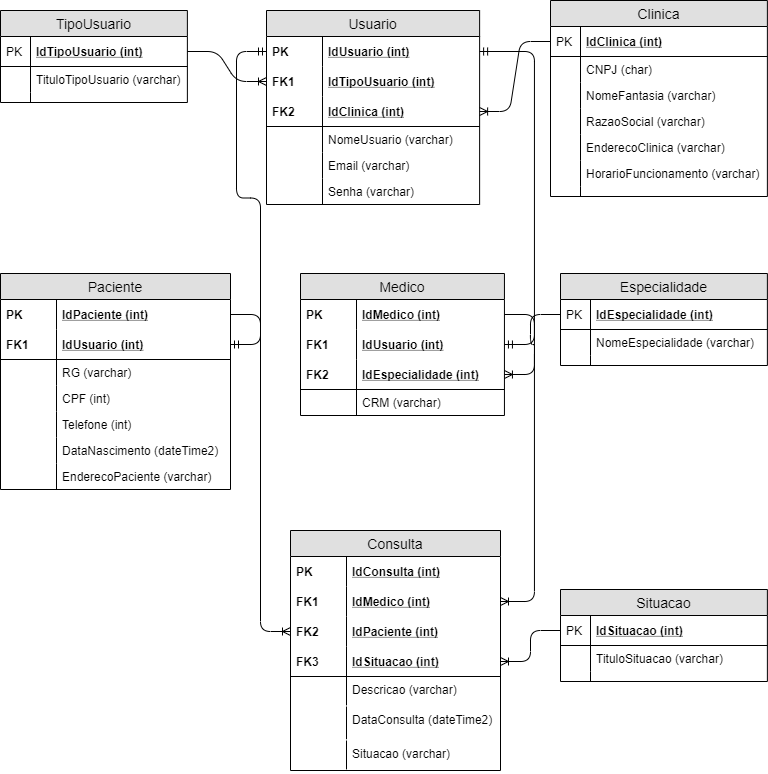 TipoUsuario
PK IdTipoUsuario (int)
TituloTipoUsuario (varchar)
Usuario
PK IdUsuario (int)
FK1 IdTipoUsuario (int)
FK2 IdClinica (int)
NomeUsuario (varchar)
Email (varchar)
Senha (varchar)
Clinica
PK IdClinica (int)
CNPJ (char)
NomeFantasia (varchar)
RazaoSocial (varchar)
EnderecoClinica (varchar)
HorarioFuncionamento (varchar)
Paciente
PK IdPaciente (int)
FK1 IdUsuario (int)
RG (varchar)
CPF (int)
Telefone (int)
DataNascimento (dateTime2)
EnderecoPaciente (varchar)
Medico
PK IdMedico (int)
FK1 IdUsuario (int)
FK2 IdEspecialidade (int)
CRM (varchar)
Especialidade
PK IdEspecialidade (int)
NomeEspecialidade (varchar)
Consulta
PK IdConsulta (int)
FK1 IdMedico (int)
FK2 IdPaciente (int)
FK3 IdSituacao (int)
Descricao (varchar)
DataConsulta (dateTime2)
Situacao (varchar)
Situacao
PK IdSituacao (int)
TituloSituacao (varchar)